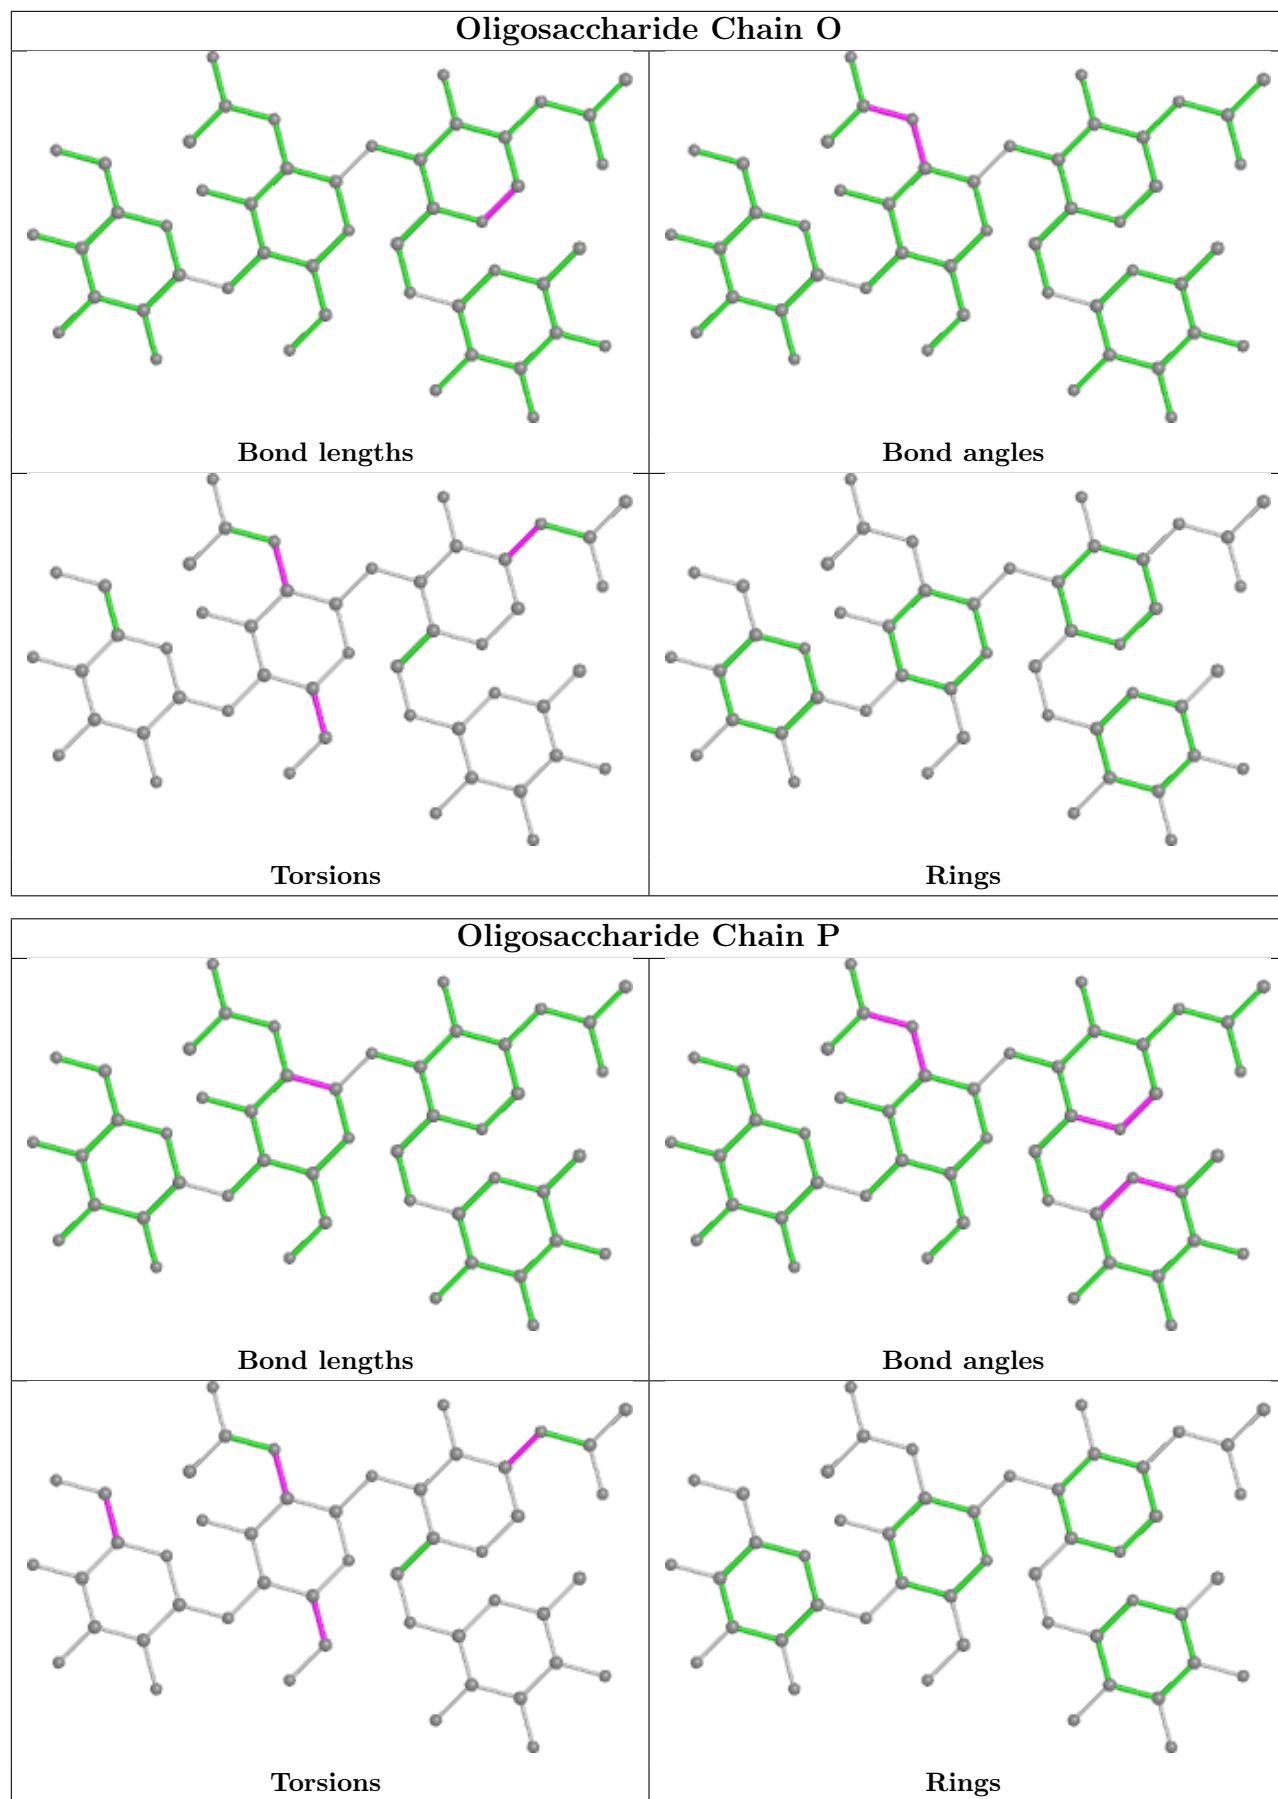 Oligosaccharide Chain O
Bond lengths
Bond angles
Torsions
Rings
Oligosaccharide Chain P
Bond lengths
Bond angles
Torsions
Rings